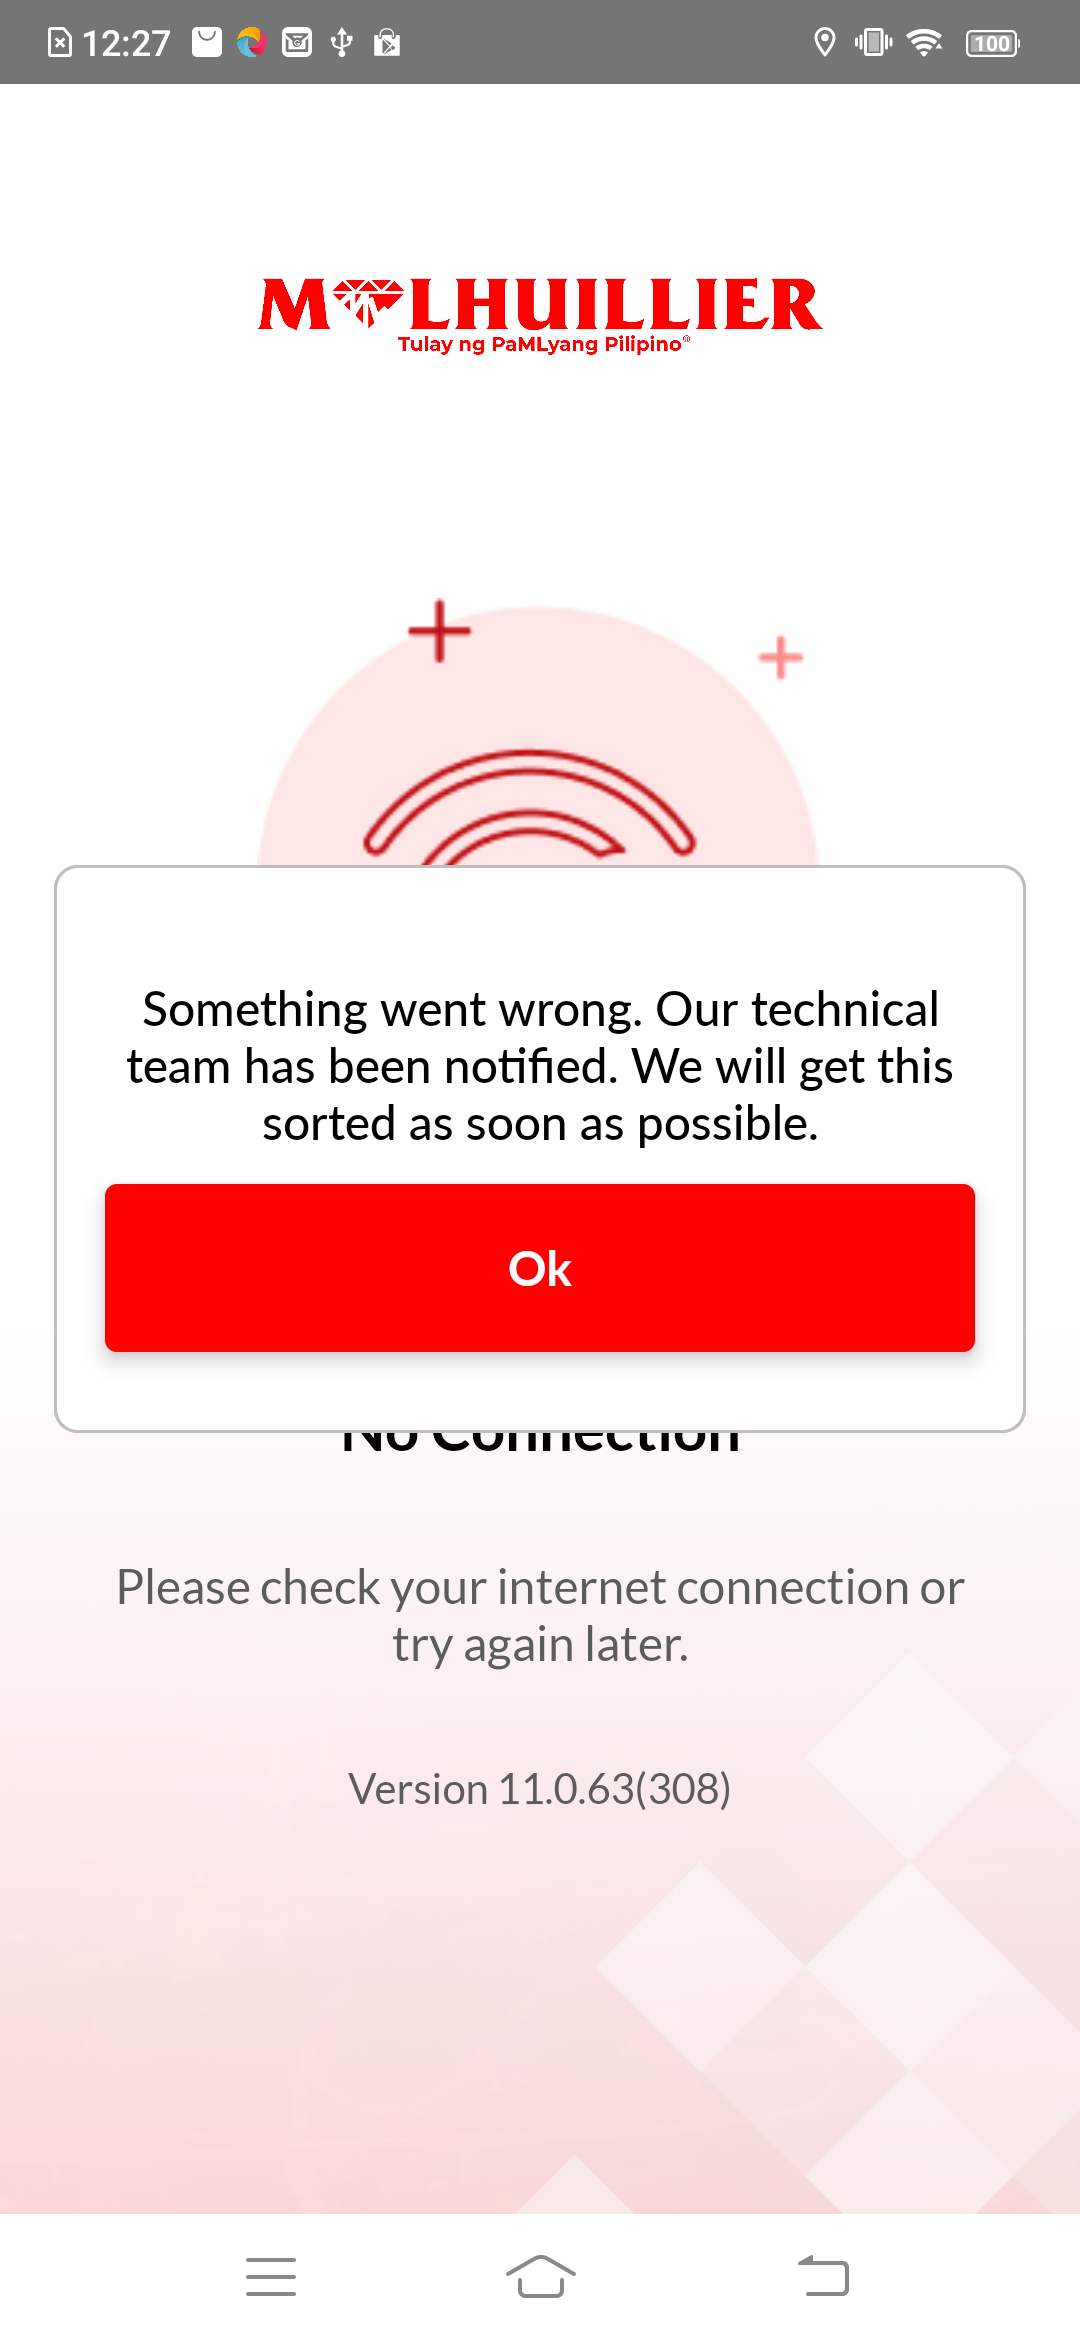 12:27
100
M LHUILLIER
Tulay ng PaMLyang Pilipino®
Something went wrong. Our technical
team has been notified. We will get this
sorted as soon as possible.
Ok
No Connection
Please check your internet connection or
try again later.
Version 11.0.63(308)